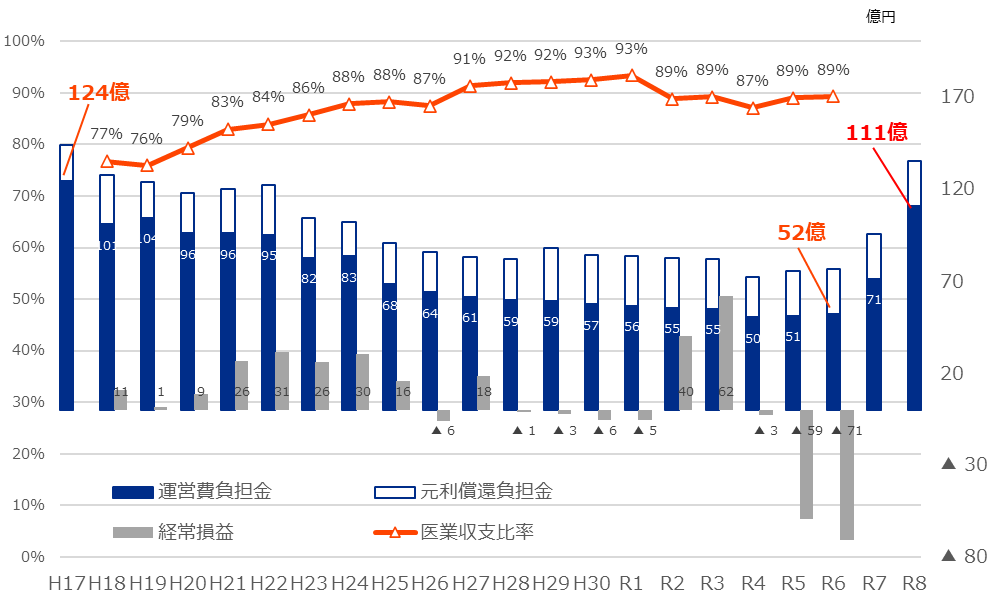 億円
100%
90%
80%
70%
60%
50%
40%
30%
20%
10%
0%
170
120
70
20
▲ 30
▲ 80
124億
111億
52億
77% 76% 79% 83% 84% 86% 88% 88% 87% 91% 92% 92% 93% 93% 89% 89% 87% 89% 89%
101 104 96 96 95 82 83 68 64 61 59 59 57 56 55 55 50 51 71
11 1 9 26 31 26 30 16 ▲ 6 18 ▲ 1 ▲ 3 ▲ 6 ▲ 5 40 62 ▲ 3 ▲ 59 ▲ 71
運営費負担金 元利償還負担金
経常損益 医業収支比率
H17 H18 H19 H20 H21 H22 H23 H24 H25 H26 H27 H28 H29 H30 R1 R2 R3 R4 R5 R6 R7 R8